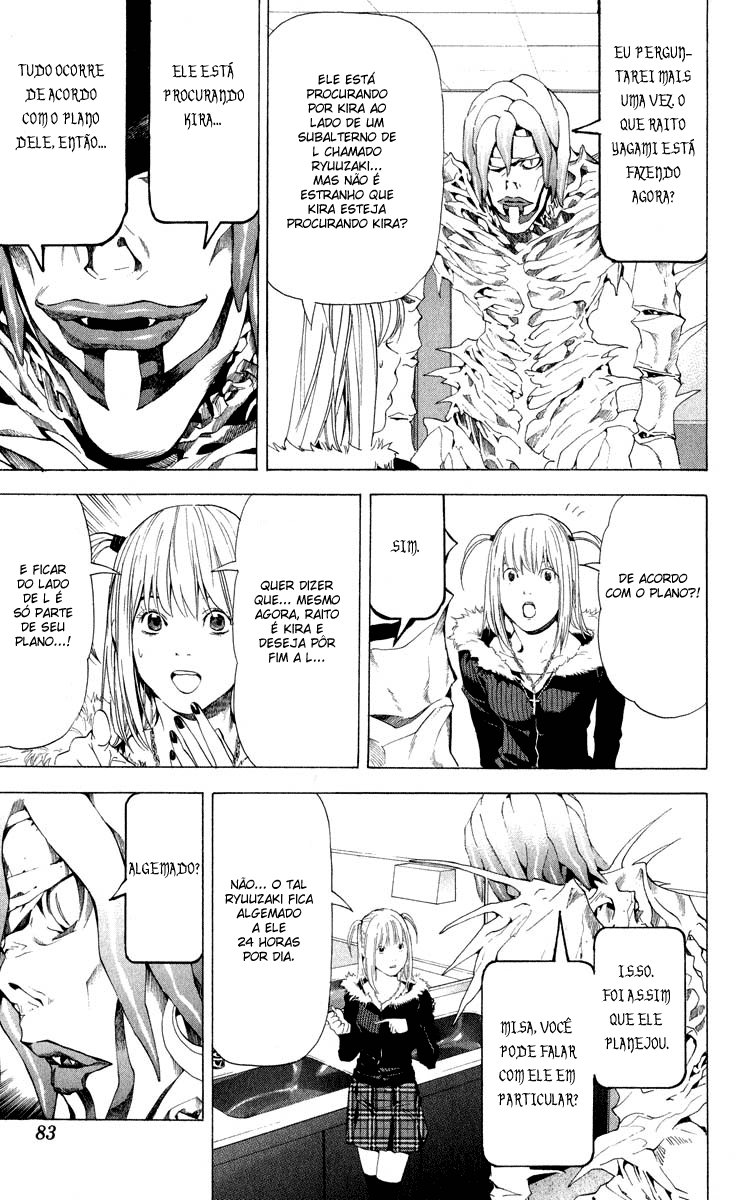 EU PERGUN-
TAREI MAIS
UMA VEZ. O
QUE RAITO
YAGAMI ESTÁ
FAZENDO
AGORA?
ELE ESTÁ
PROCURANDO
POR KIRA AO
LADO DE UM
SUBALTERNO DE
L CHAMADO
RYUUZAKI...
MAS NÃO É
ESTRANHO QUE
KIRA ESTEJA
PROCURANDO KIRA?
ELE ESTÁ
PROCURANDO
KIRA...
TUDO OCORRE
DE ACORDO
COM O PLANO
DELE, ENTÃO...
DE ACORDO
COM O PLANO?!
SIM.
QUER DIZER
QUE... MESMO
AGORA, RAITO
É KIRA E
DESEJA PÔR
FIM A L...
E FICAR
DO LADO
DE L É
SÓ PARTE
DE SEU
PLANO...!
ISSO.
FOI ASSIM
QUE ELE
PLANEJOU.
MISA, VOCÊ
PODE FALAR
COM ELE EM
PARTICULAR?
NÃO... O TAL
RYUUZAKI FICA
ALGEMADO
A ELE
24 HORAS
POR DIA.
ALGEMADO?
83